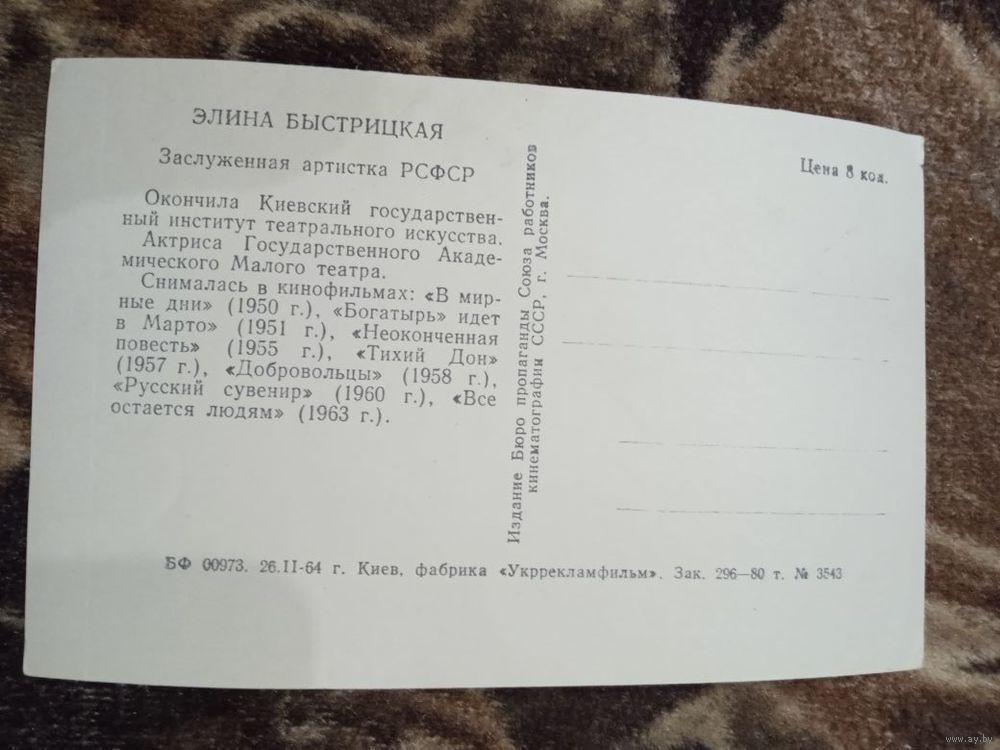 ЭЛИНА БЫСТРИЦКАЯ
Заслуженная артистка РСФСР
Окончила Киевский государствен-
ный институт театрального искусства.
Актриса Государственного Акаде-
мического Малого театра.
Снималась в кинофильмах: «В мир-
ные дни» (1950 г.), «Богатырь» идет
в Марто» (1951 г.), «Неоконченная
повесть» (1955 г.), «Тихий Дон»
(1957 г.), «Добровольцы» (1958 г.),
«Русский сувенир» (1960 г.), «Все
остается людям» (1963 г.).
Издание Бюро пропаганды Союза работников
кинематографии СССР, г. Москва.
Цена 8 коп.
БФ 00973. 26.II-64 г. Киев, фабрика «Укррекламфильм». Зак. 296—80 т. № 3543
www.ay.by